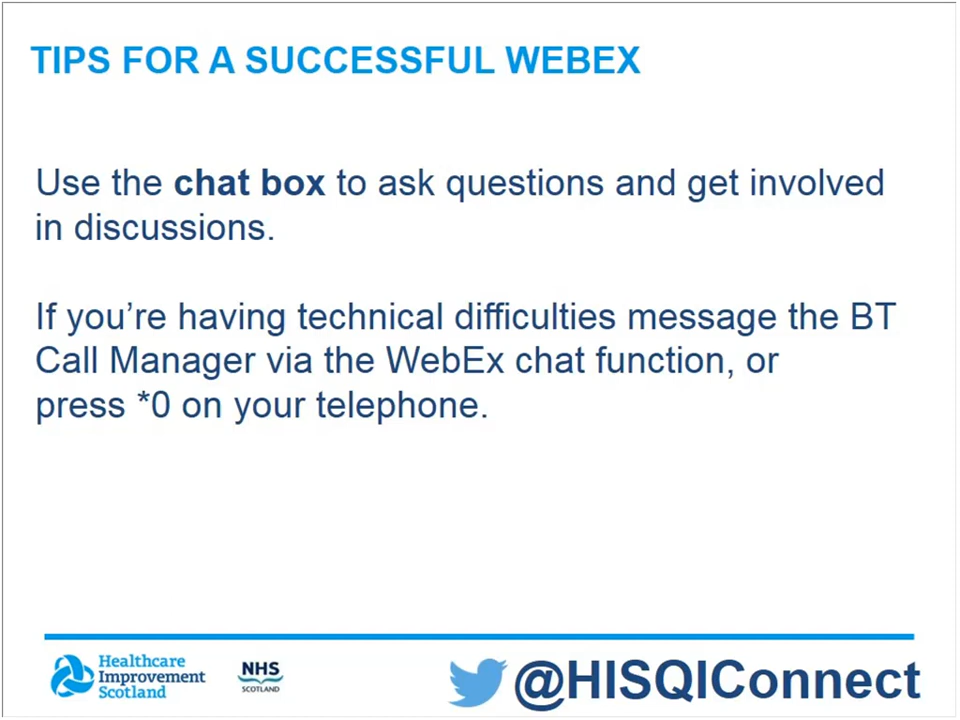 TIPS FOR A SUCCESSFUL WEBEX
Use the chat box to ask questions and get involved
in discussions.
If you’re having technical difficulties message the BT
Call Manager via the WebEx chat function, or
press *0 on your telephone.
Healthcare
Improvement
Scotland
NHS
SCOTLAND
@HISQIConnect